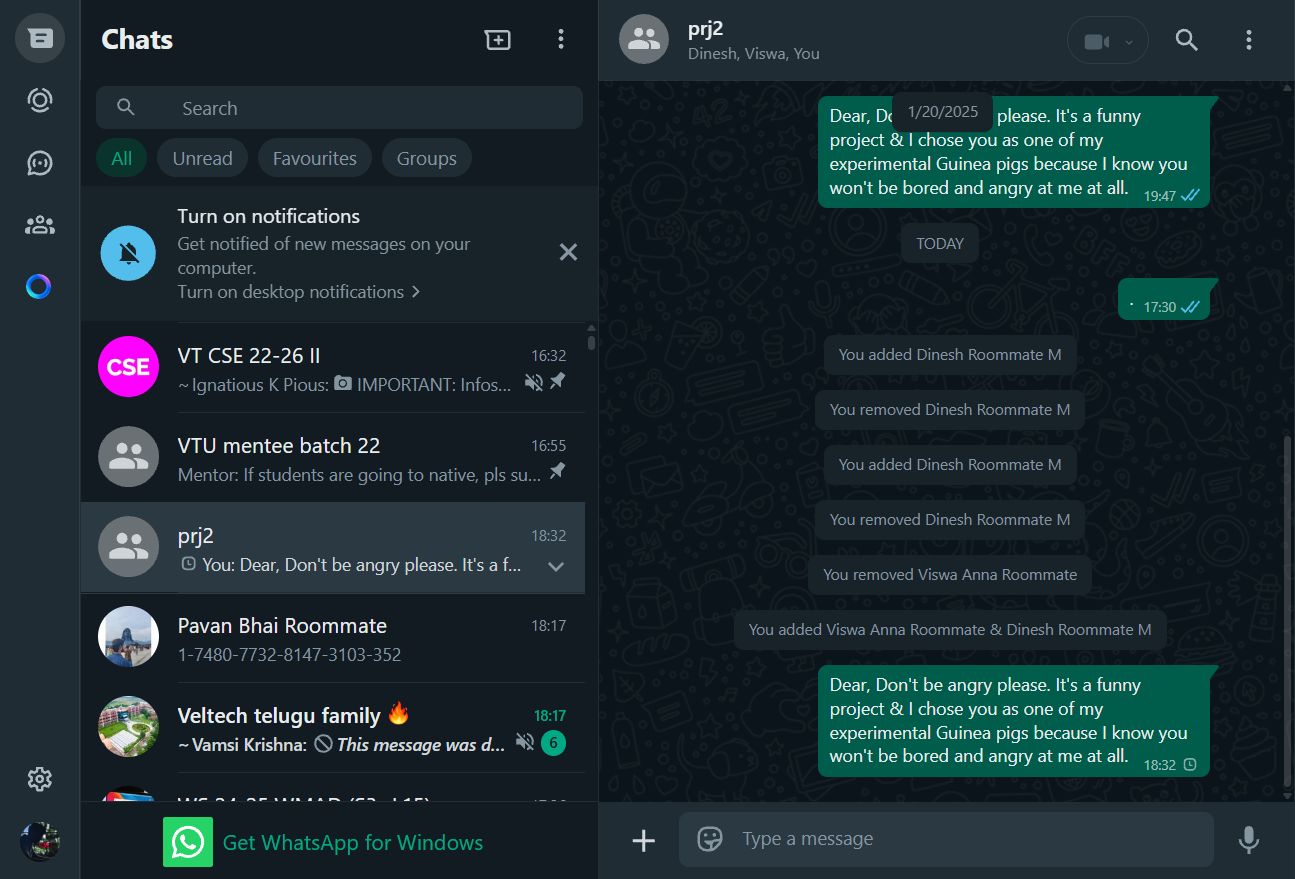 Chats
Search
All
Unread
Favourites
Groups
Turn on notifications
Get notified of new messages on your
computer.
Turn on desktop notifications
CSE
VT CSE 22-26 II
16:32
~ Ignatious K Pious: IMPORTANT: Infos...
VTU mentee batch 22
16:55
Mentor: If students are going to native, pls su...
prj2
18:32
You: Dear, Don't be angry please. It's a f...
Pavan Bhai Roommate
18:17
1-7480-7732-8147-3103-352
Veltech telugu family 🔥
18:17
~ Vamsi Krishna: This message was d...
6
Get WhatsApp for Windows
prj2
Dinesh, Viswa, You
1/20/2025
Dear, please. It's a funny
project & I chose you as one of my
experimental Guinea pigs because I know you
won't be bored and angry at me at all.
19:47
TODAY
.
17:30
You added Dinesh Roommate M
You removed Dinesh Roommate M
You added Dinesh Roommate M
You removed Dinesh Roommate M
You removed Viswa Anna Roommate
You added Viswa Anna Roommate & Dinesh Roommate M
Dear, Don't be angry please. It's a funny
project & I chose you as one of my
experimental Guinea pigs because I know you
won't be bored and angry at me at all.
18:32
Type a message